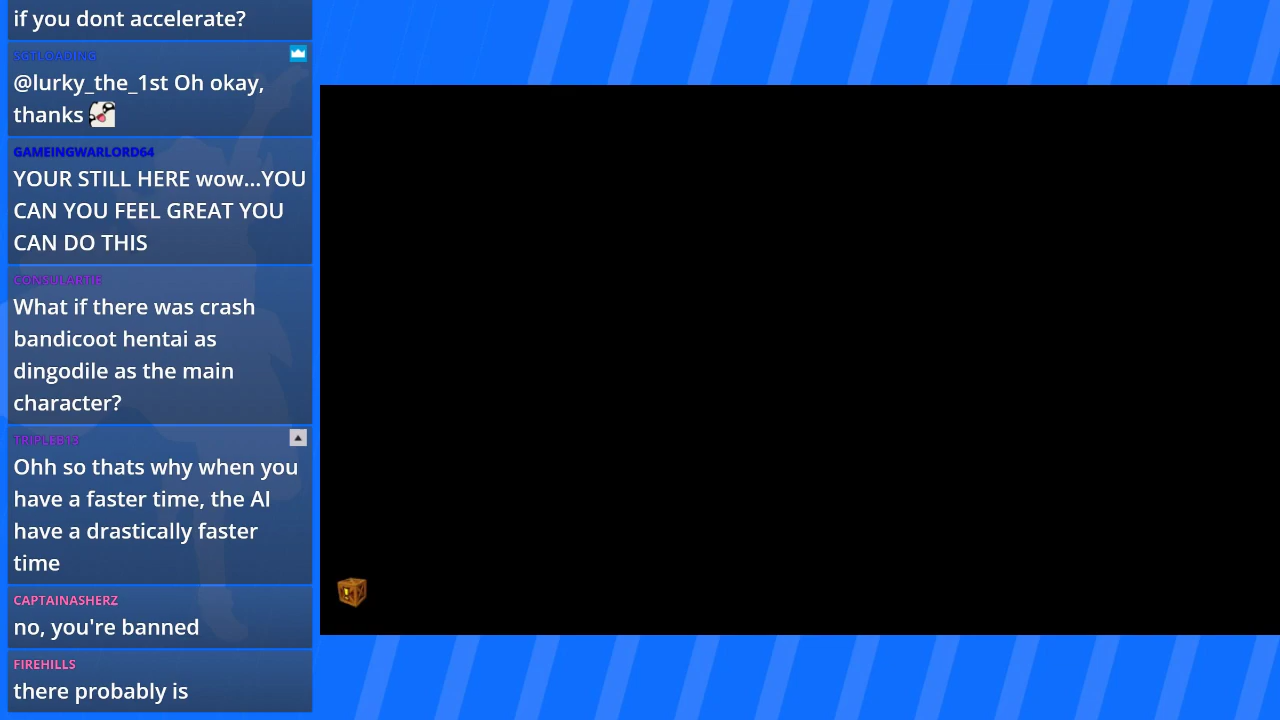 if you dont accelerate?
SGTLOADING
@lurky_the_1st Oh okay,
thanks
GAMEINGWARLORD64
YOUR STILL HERE wow...YOU
CAN YOU FEEL GREAT YOU
CAN DO THIS
CONSULARTIE
What if there was crash
bandicoot hentai as
dingodile as the main
character?
TRIPLEB13
Ohh so thats why when you
have a faster time, the AI
have a drastically faster
time
CAPTAINASHERZ
no, you're banned
FIREHILLS
there probably is